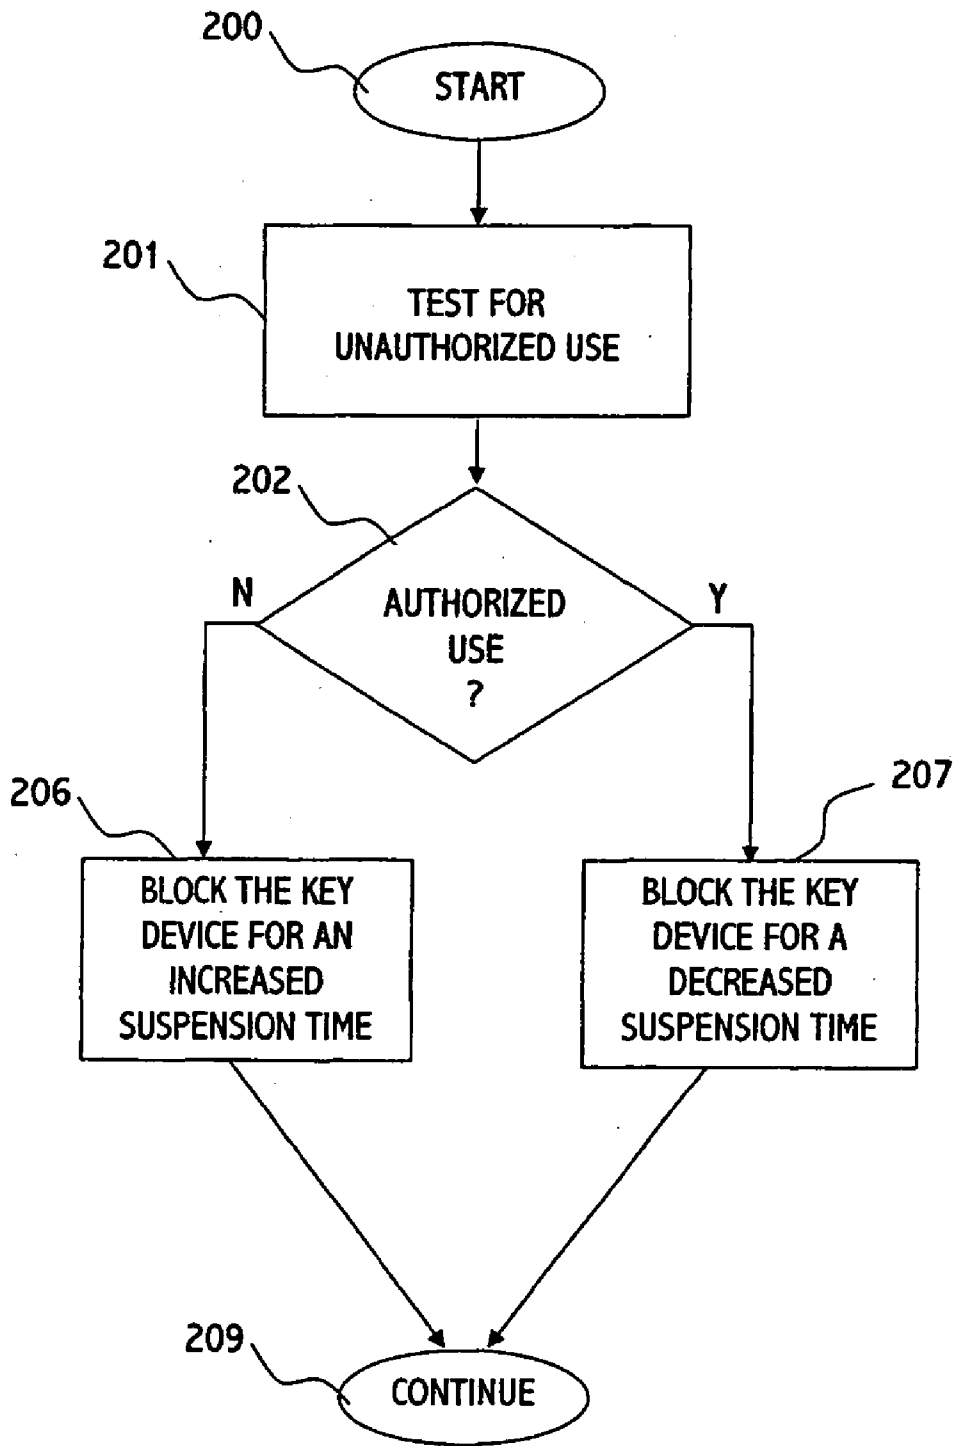 200
START
201
TEST FOR
UNAUTHORIZED USE
202
N
Y
AUTHORIZED
USE
?
206
207
BLOCK THE KEY
DEVICE FOR AN
INCREASED
SUSPENSION TIME
BLOCK THE KEY
DEVICE FOR A
DECREASED
SUSPENSION TIME
209
CONTINUE